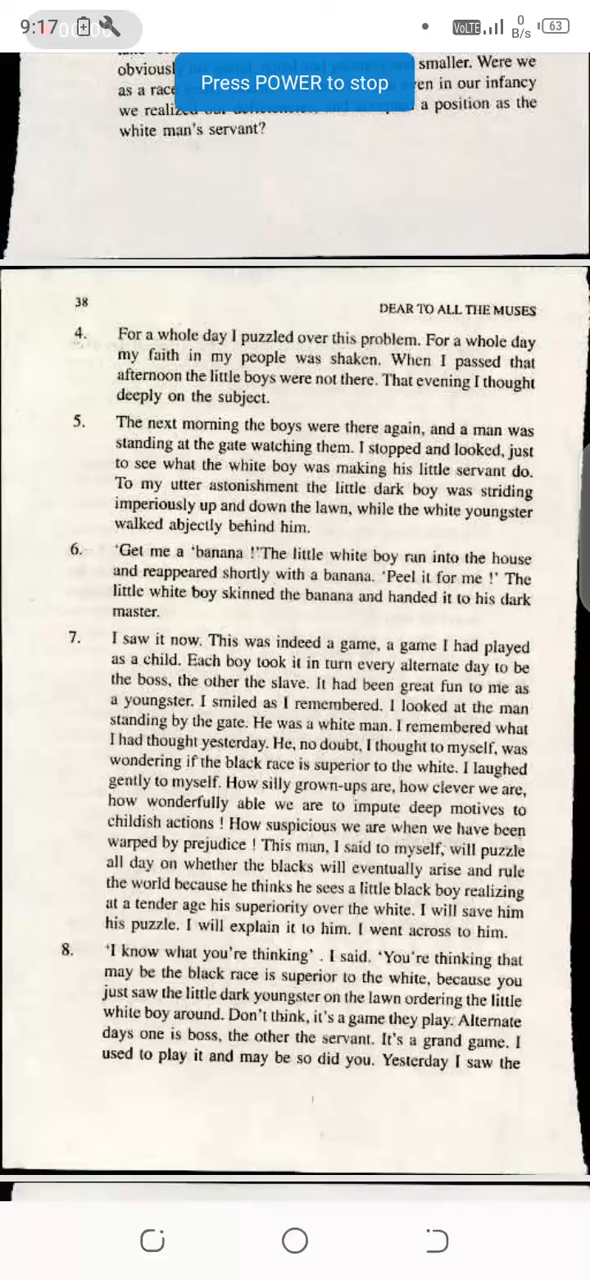 9:17
VoLTE
0
B/s
63
obviousl smaller. Were we
Press POWER to stop
as a race en in our infancy
we realized a position as the
white man's servant?
38
DEAR TO ALL THE MUSES
4. For a whole day I puzzled over this problem. For a whole day
my faith in my people was shaken. When I passed that
afternoon the little boys were not there. That evening I thought
deeply on the subject.
5. The next morning the boys were there again, and a man was
standing at the gate watching them. I stopped and looked, just
to see what the white boy was making his little servant do.
To my utter astonishment the little dark boy was striding
imperiously up and down the lawn, while the white youngster
walked abjectly behind him.
6. 'Get me a 'banana !'The little white boy run into the house
and reappeared shortly with a banana. 'Peel it for me !' The
little white boy skinned the banana and handed it to his dark
master.
7. I saw it now. This was indeed a game, a game I had played
as a child. Each boy took it in turn every alternate day to be
the boss, the other the slave. It had been great fun to me as
a youngster. I smiled as I remembered. I looked at the man
standing by the gate. He was a white man. I remembered what
I had thought yesterday. He, no doubt, I thought to myself, was
wondering if the black race is superior to the white. I laughed
gently to myself. How silly grown-ups are, how clever we are,
how wonderfully able we are to impute deep motives to
childish actions ! How suspicious we are when we have been
warped by prejudice ! This man, I said to myself, will puzzle
all day on whether the blacks will eventually arise and rule
the world because he thinks he sees a little black boy realizing
at a tender age his superiority over the white. I will save him
his puzzle. I will explain it to him. I went across to him.
8. 'I know what you're thinking' . I said. 'You're thinking that
may be the black race is superior to the white, because you
just saw the little dark youngster on the lawn ordering the little
white boy around. Don't think, it's a game they play. Alternate
days one is boss, the other the servant. It's a grand game. I
used to play it and may be so did you. Yesterday I saw the